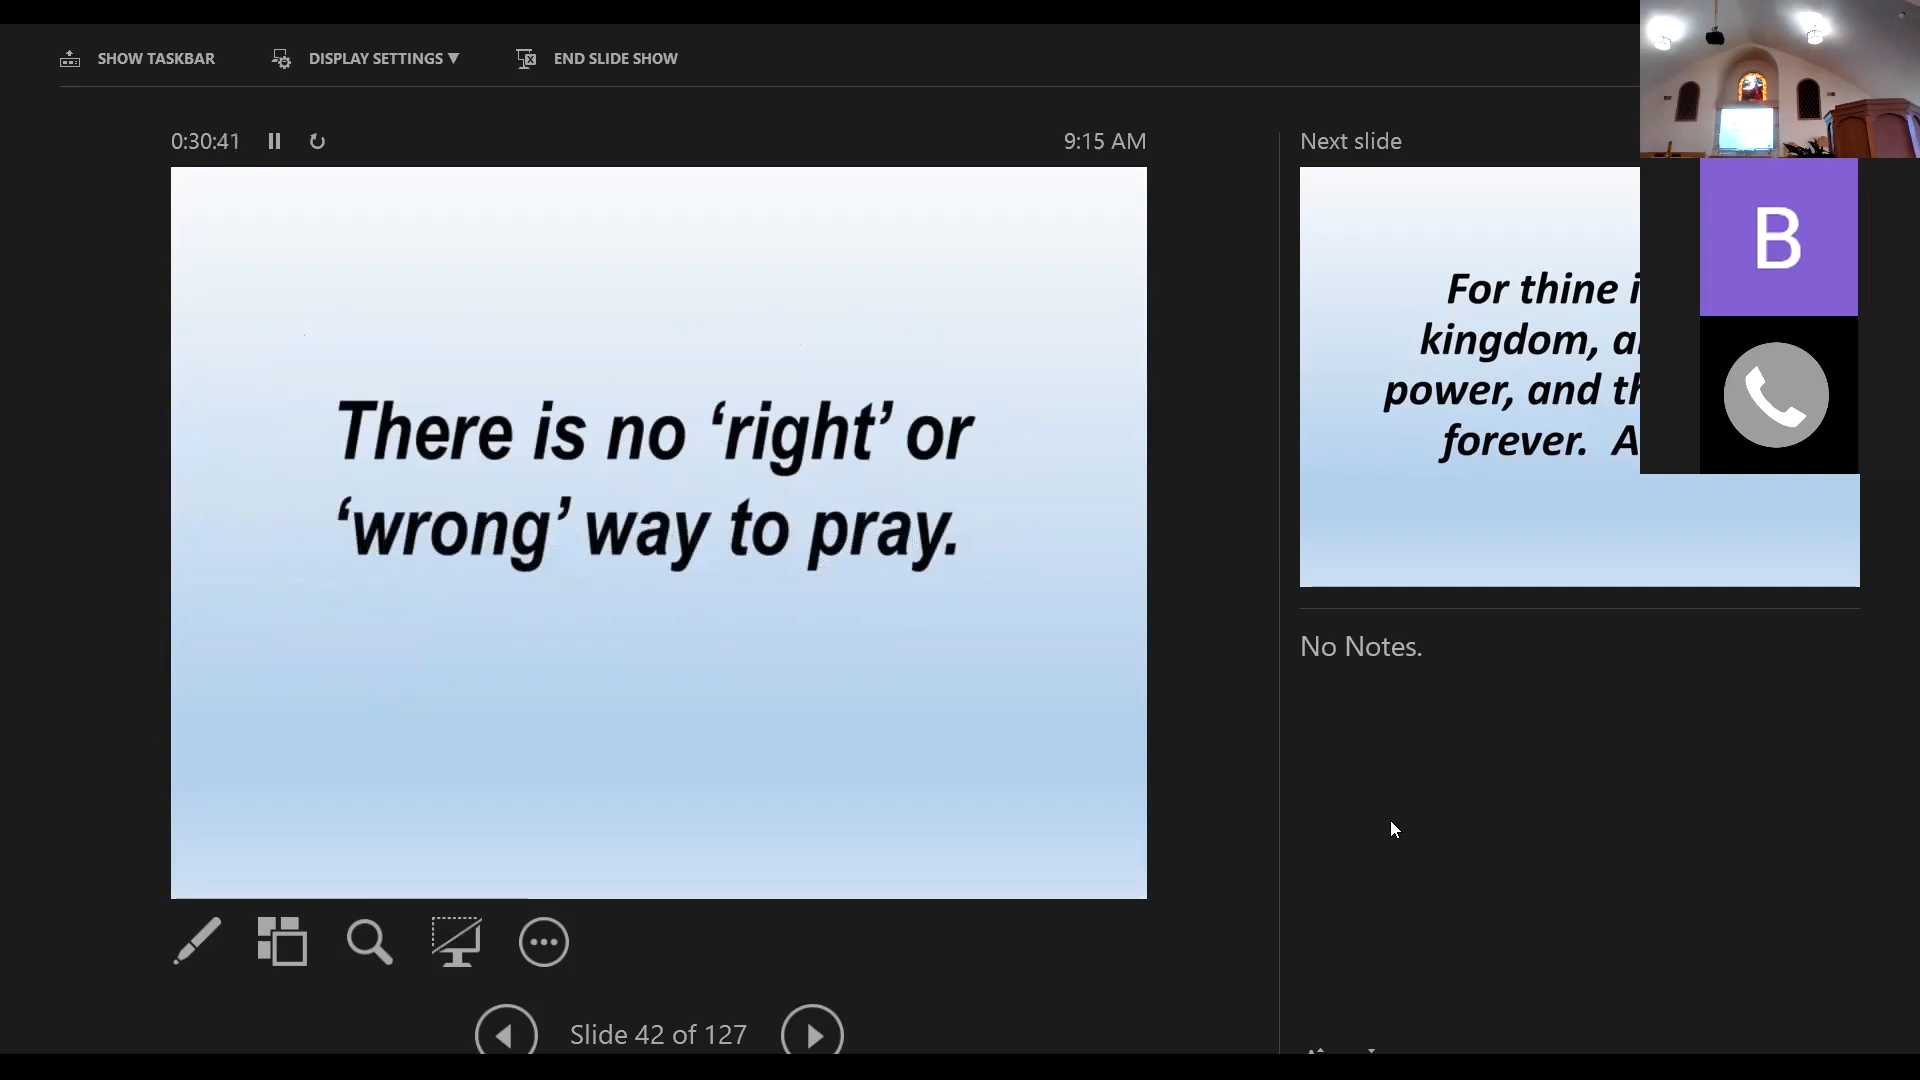 SHOW TASKBAR
DISPLAY SETTINGS ▼
END SLIDE SHOW
0:30:41
9:15 AM
There is no ‘right’ or
‘wrong’ way to pray.
Slide 42 of 127
Next slide
For thine
kingdom,
power, and
forever. A
No Notes.
B